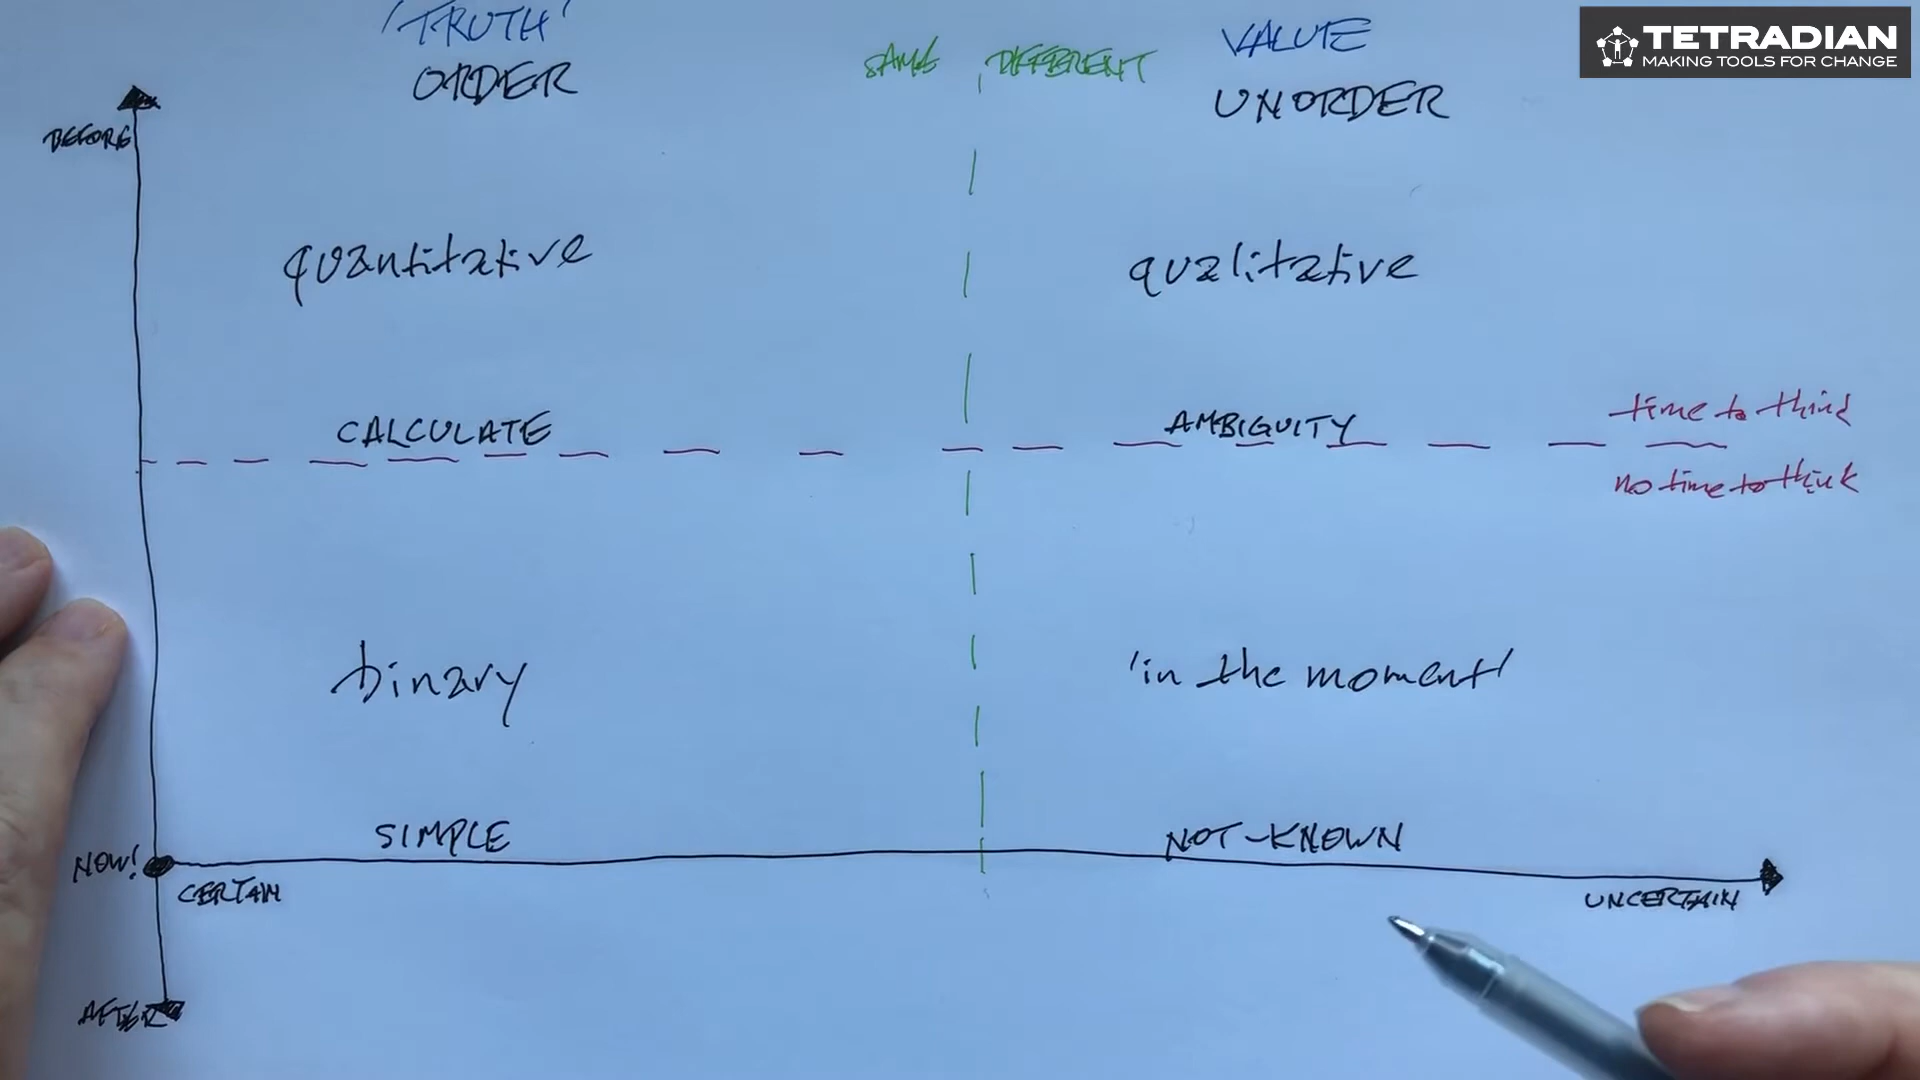 'TRUTH'
ORDER
SAME
DIFFERENT
VALUE
UNORDER
TETRADIAN
MAKING TOOLS FOR CHANGE
BEFORE
quantitative
qualitative
CALCULATE
AMBIGUITY
time to think
no time to think
binary
'in the moment'
SIMPLE
NOT-KNOWN
NOW!
CERTAIN
UNCERTAIN
AFTER